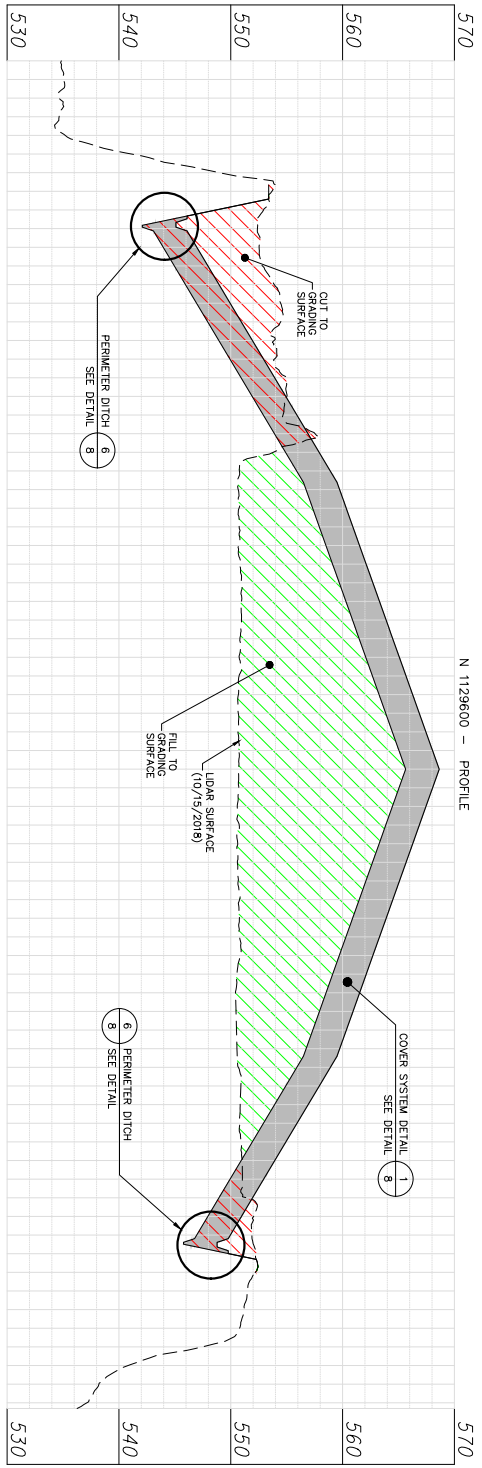 N 1129600 - PROFILE
570
560
550
540
530
570
560
550
540
530
CUT TO
GRADING
SURFACE
PERIMETER DITCH
SEE DETAIL
6
8
FILL TO
GRADING
SURFACE
LIDAR SURFACE
(10/15/2018)
COVER SYSTEM DETAIL
SEE DETAIL
1
8
6
8
PERIMETER DITCH
SEE DETAIL